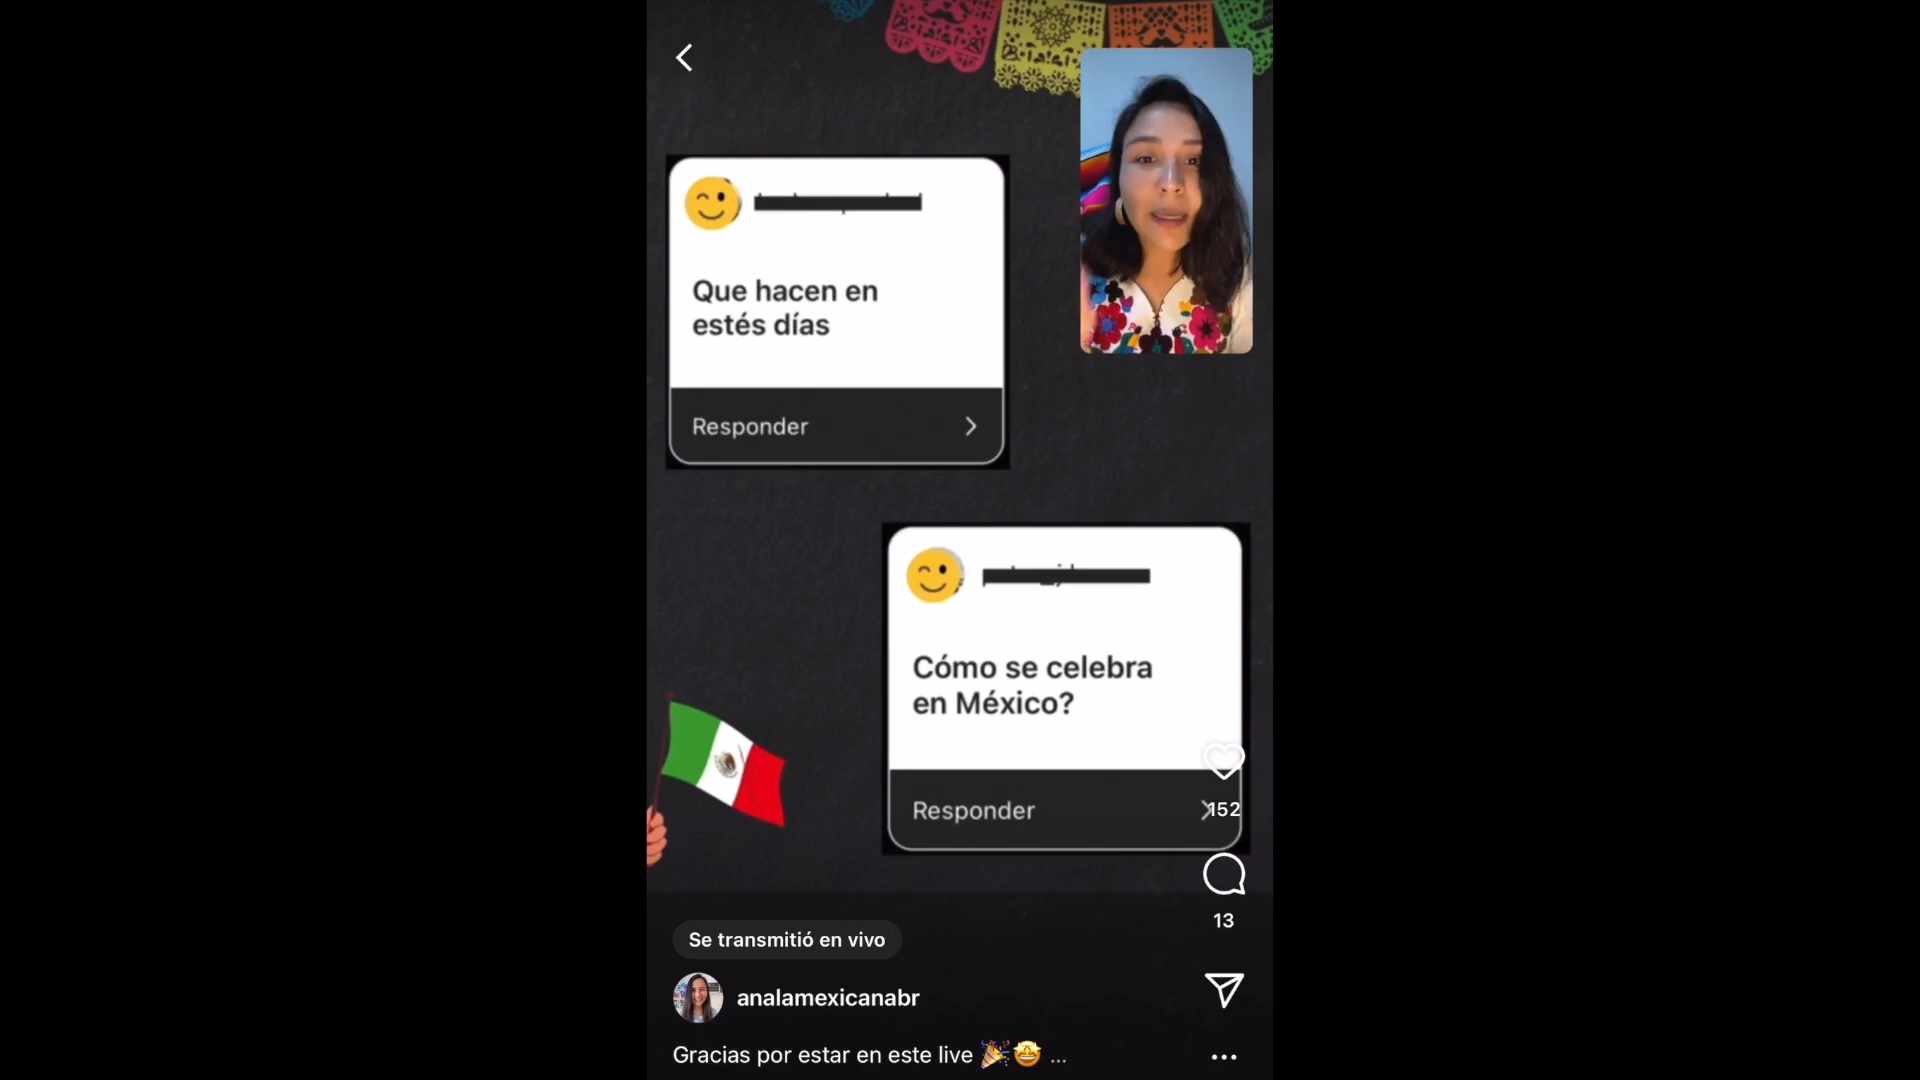 Que hacen en
estés días
Responder
Cómo se celebra
en México?
Responder
152
13
Se transmitió en vivo
analamexicanabr
Gracias por estar en este live 🎉🤩 ...